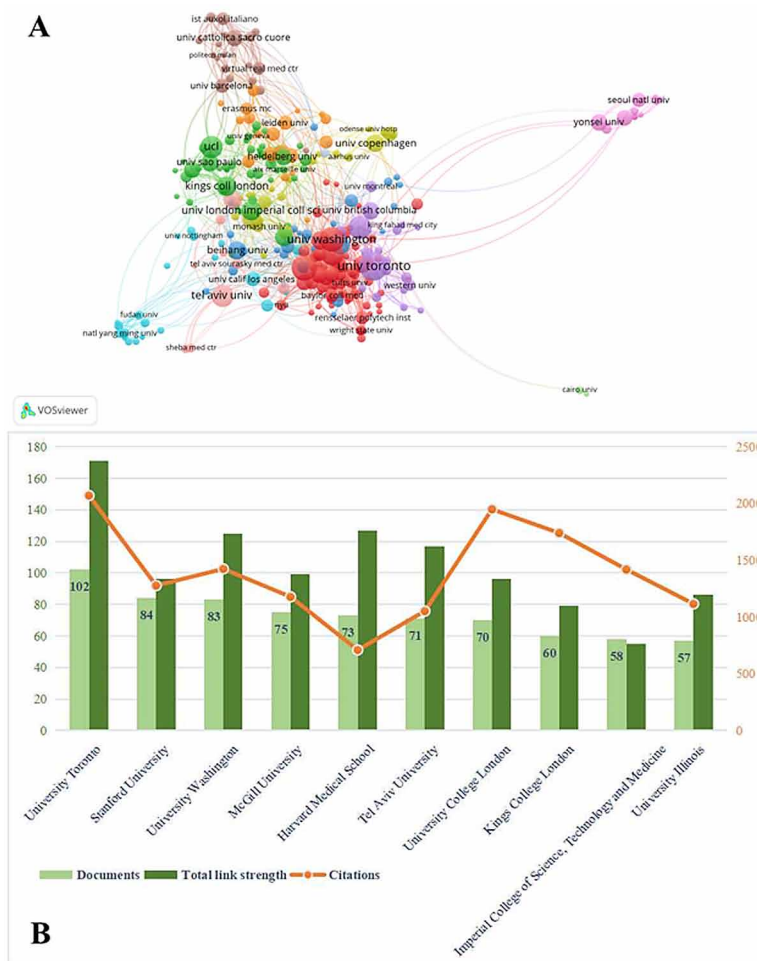 A
ist auxol italiano
univ cattolica sacro cuore
politecn milan
virtual real med ctr
univ barcelona
seoul natl univ
erasmus mc
yonsei univ
leiden univ
odense univ hosp
univ geneva
ucl
univ copenhagen
heidelberg univ
aarhus univ
univ sao paulo
aix marseille univ
kings coll london
univ montreal
univ london imperial coll sci
univ british columbia
monash univ
king fahad med city
univ nottingham
univ washington
beihang univ
tel aviv sourasky med ctr
univ toronto
univ calif los angeles
tufts univ
western univ
tel aviv univ
baylor coll med
nyu
fudan univ
rensselaer polytech inst
natl yang ming univ
wright state univ
sheba med ctr
cairo univ
VOSviewer
180 2500
160 2000
140 1500
120 1000
100 500
80 0
60
40
20
0
102 84 83 75 73 71 70 60 58 57
University Toronto
Stanford University
University Washington
McGill University
Harvard Medical School
Tel Aviv University
University College London
Kings College London
Imperial College of Science, Technology and Medicine
University Illinois
Documents Total link strength Citations
B